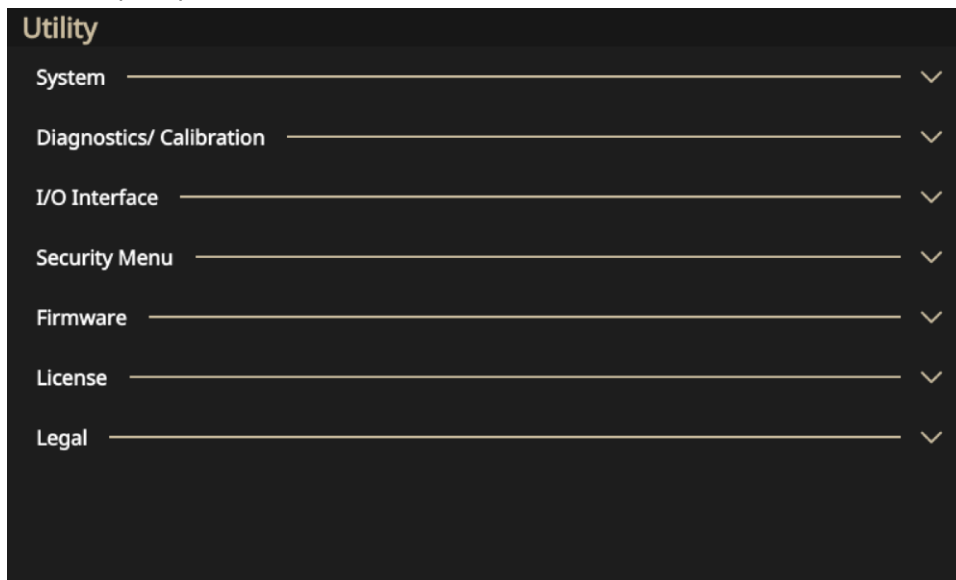 Utility
System
Diagnostics/ Calibration
I/O Interface
Security Menu
Firmware
License
Legal